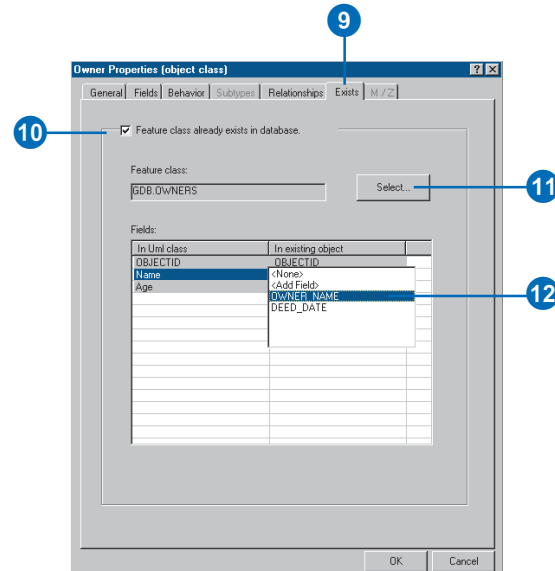 9
Owner Properties (object class)
General Fields Behavior Subtypes Relationships Exists M / Z
10
Feature class already exists in database.
Feature class:
GDB.OWNERS
Select...
11
Fields:
In Uml class In existing object
OBJECTID OBJECTID
Name <None>
Age <Add Field>
OWNER_NAME
12
DEED_DATE
OK Cancel